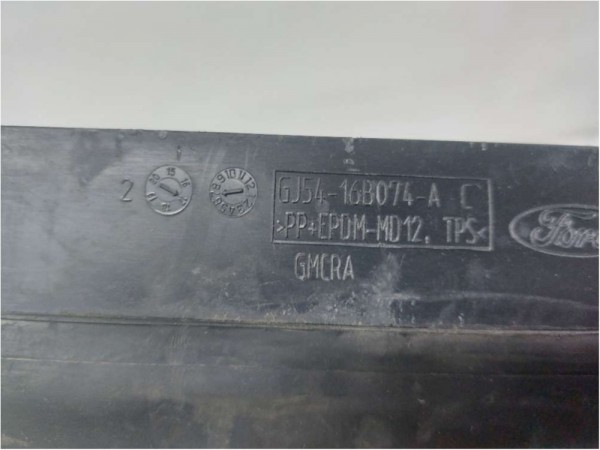 2
GJ54-16B074-A C
>PP+EPDM-MD12, TPS<
GMCRA
Ford